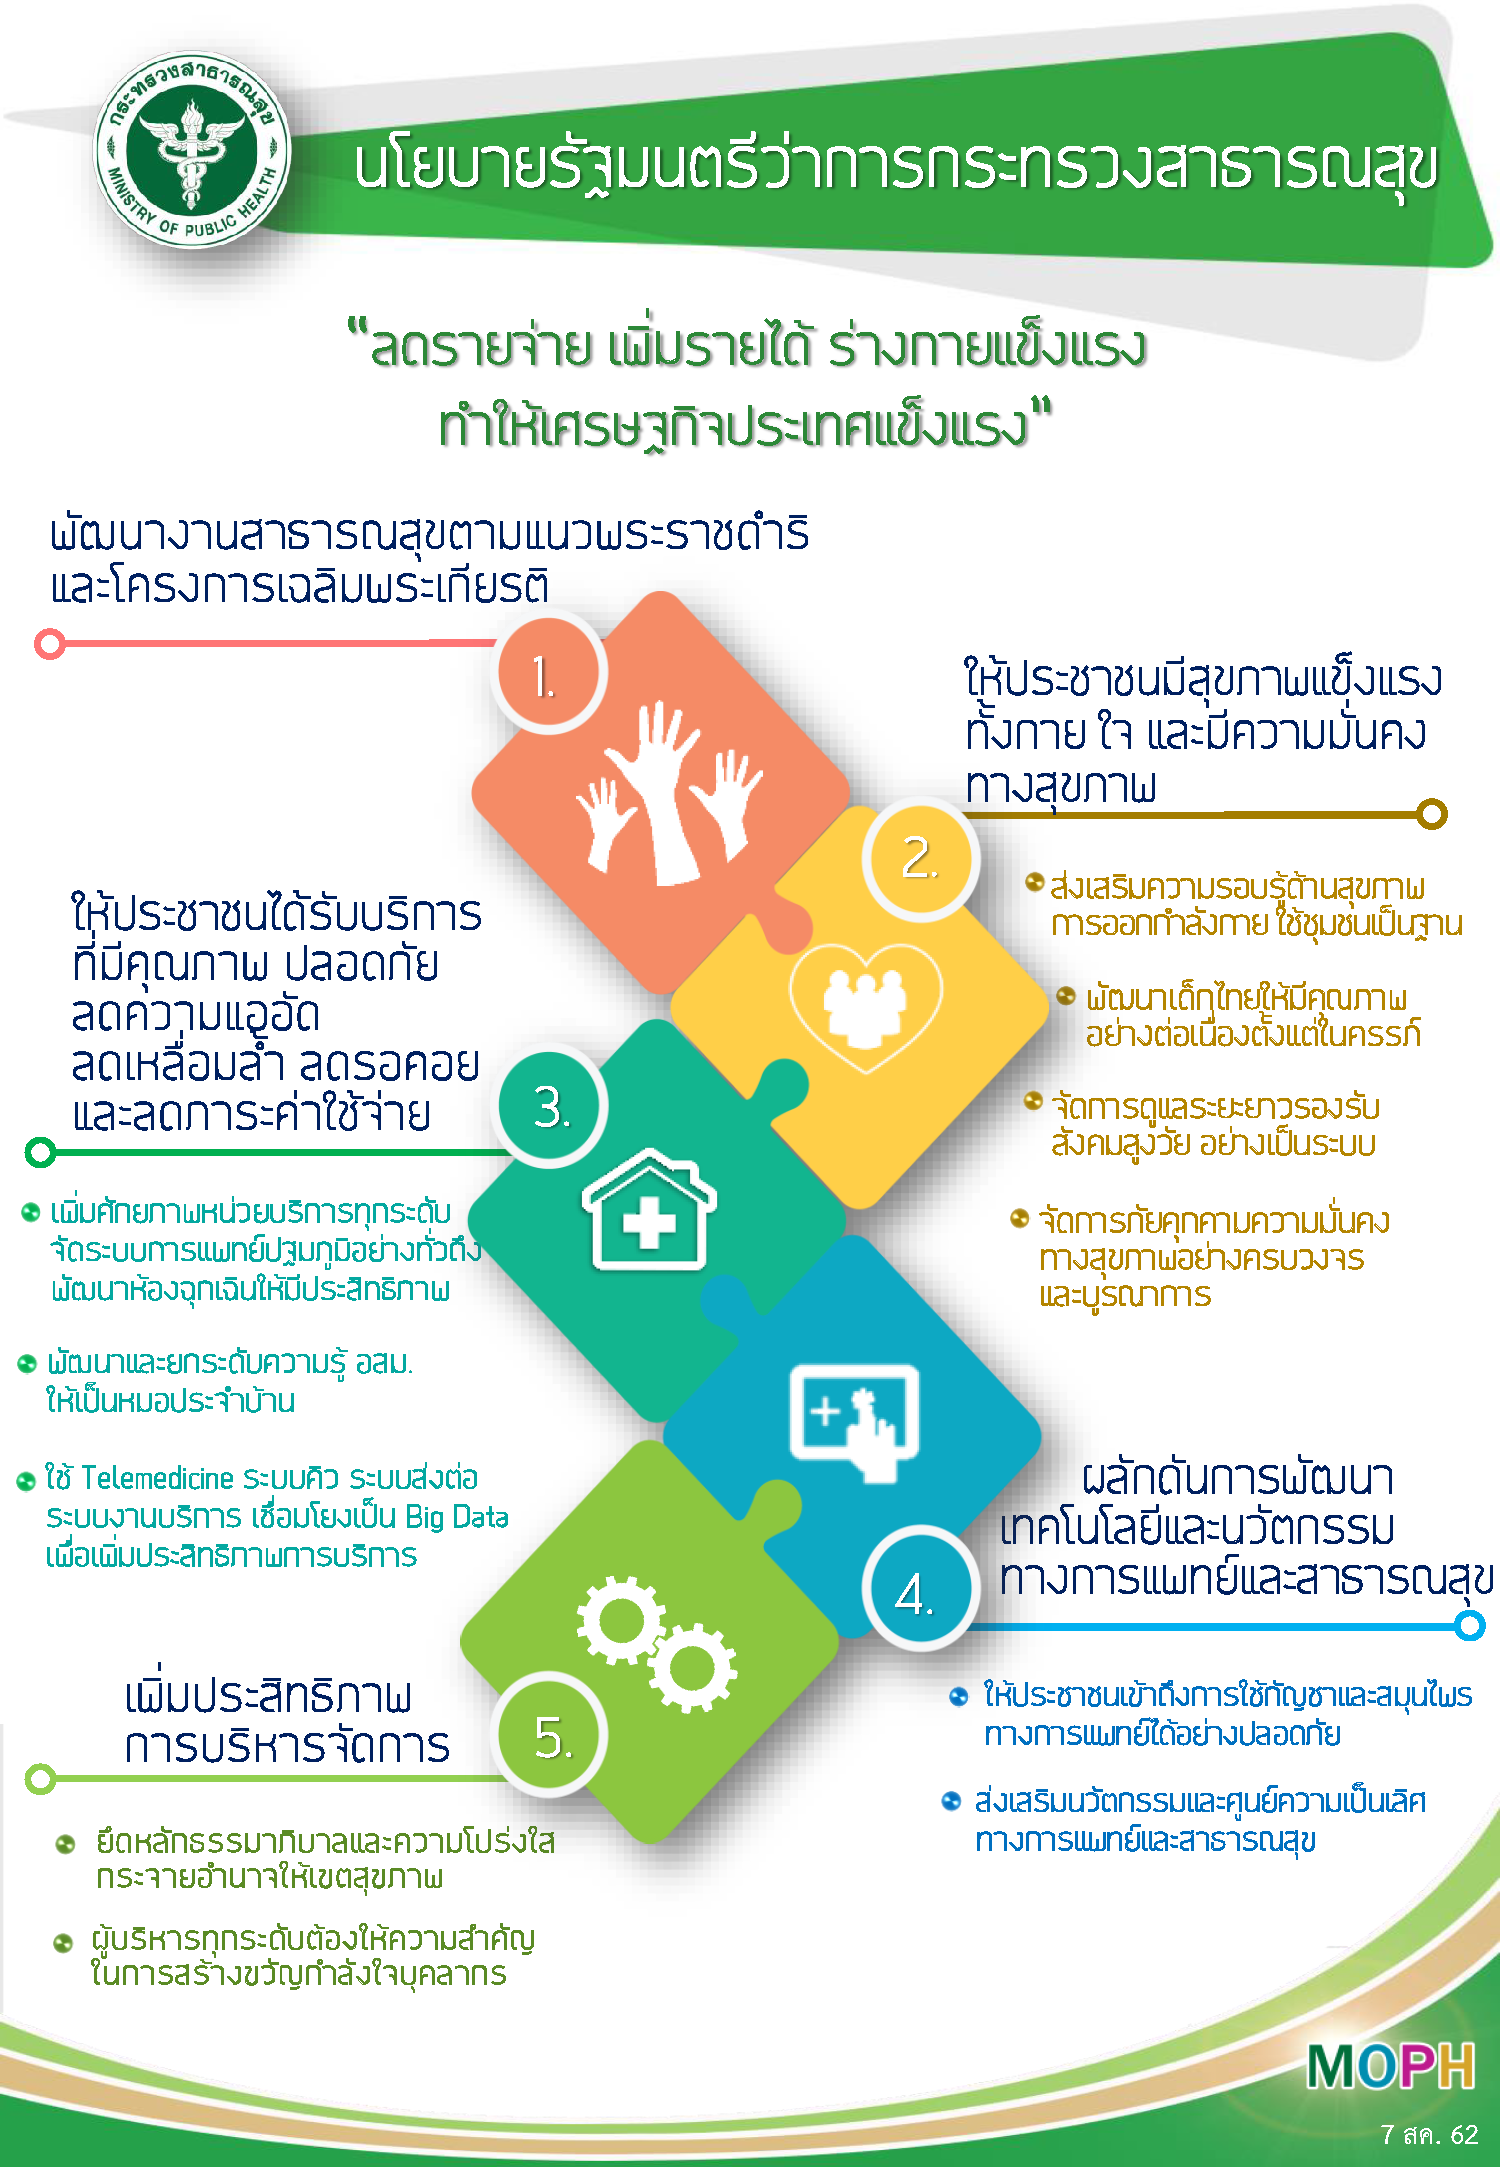 กระทรวงสาธารณสุข
MINISTRY OF PUBLIC HEALTH
นโยบายรัฐมนตรีว่าการกระทรวงสาธารณสุข
"ลดรายจ่าย เพิ่มรายได้ ร่างกายแข็งแรง
ทำให้เศรษฐกิจประเทศแข็งแรง"
พัฒนางานสาธารณสุขตามแนวพระราชดำริ
และโครงการเฉลิมพระเกียรติ
1.
ให้ประชาชนมีสุขภาพแข็งแรง
ทั้งกาย ใจ และมีความมั่นคง
ทางสุขภาพ
2.
ส่งเสริมความรอบรู้ด้านสุขภาพ
การออกกำลังกาย ใช้ชุมชนเป็นฐาน
พัฒนาเด็กไทยให้มีคุณภาพ
อย่างต่อเนื่องตั้งแต่ในครรภ์
จัดการดูแลระยะยาวรองรับ
สังคมสูงวัย อย่างเป็นระบบ
จัดการภัยคุกคามความมั่นคง
ทางสุขภาพอย่างครบวงจร
และบูรณาการ
ให้ประชาชนได้รับบริการ
ที่มีคุณภาพ ปลอดภัย
ลดความแออัด
ลดเหลื่อมล้ำ ลดรอคอย
และลดภาระค่าใช้จ่าย
3.
เพิ่มศักยภาพหน่วยบริการทุกระดับ
จัดระบบการแพทย์ปฐมภูมิอย่างทั่วถึง
พัฒนาห้องฉุกเฉินให้มีประสิทธิภาพ
พัฒนาและยกระดับความรู้ อสม.
ให้เป็นหมอประจำบ้าน
ใช้ Telemedicine ระบบคิว ระบบส่งต่อ
ระบบงานบริการ เชื่อมโยงเป็น Big Data
เพื่อเพิ่มประสิทธิภาพการบริการ
ผลักดันการพัฒนา
เทคโนโลยีและนวัตกรรม
ทางการแพทย์และสาธารณสุข
4.
ให้ประชาชนเข้าถึงการใช้กัญชาและสมุนไพร
ทางการแพทย์ได้อย่างปลอดภัย
ส่งเสริมนวัตกรรมและศูนย์ความเป็นเลิศ
ทางการแพทย์และสาธารณสุข
เพิ่มประสิทธิภาพ
การบริหารจัดการ
5.
ยึดหลักธรรมาภิบาลและความโปร่งใส
กระจายอำนาจให้เขตสุขภาพ
ผู้บริหารทุกระดับต้องให้ความสำคัญ
ในการสร้างขวัญกำลังใจบุคลากร
MOPH
7 สค. 62